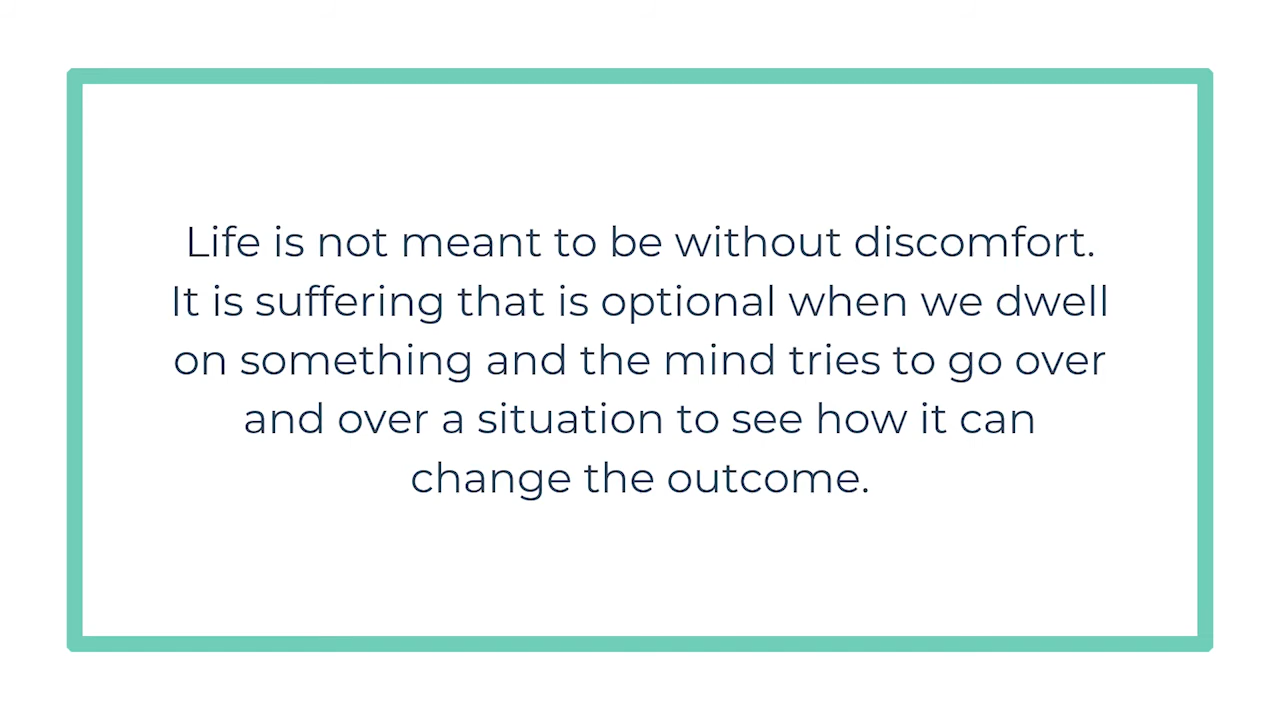 Life is not meant to be without discomfort.
It is suffering that is optional when we dwell
on something and the mind tries to go over
and over a situation to see how it can
change the outcome.